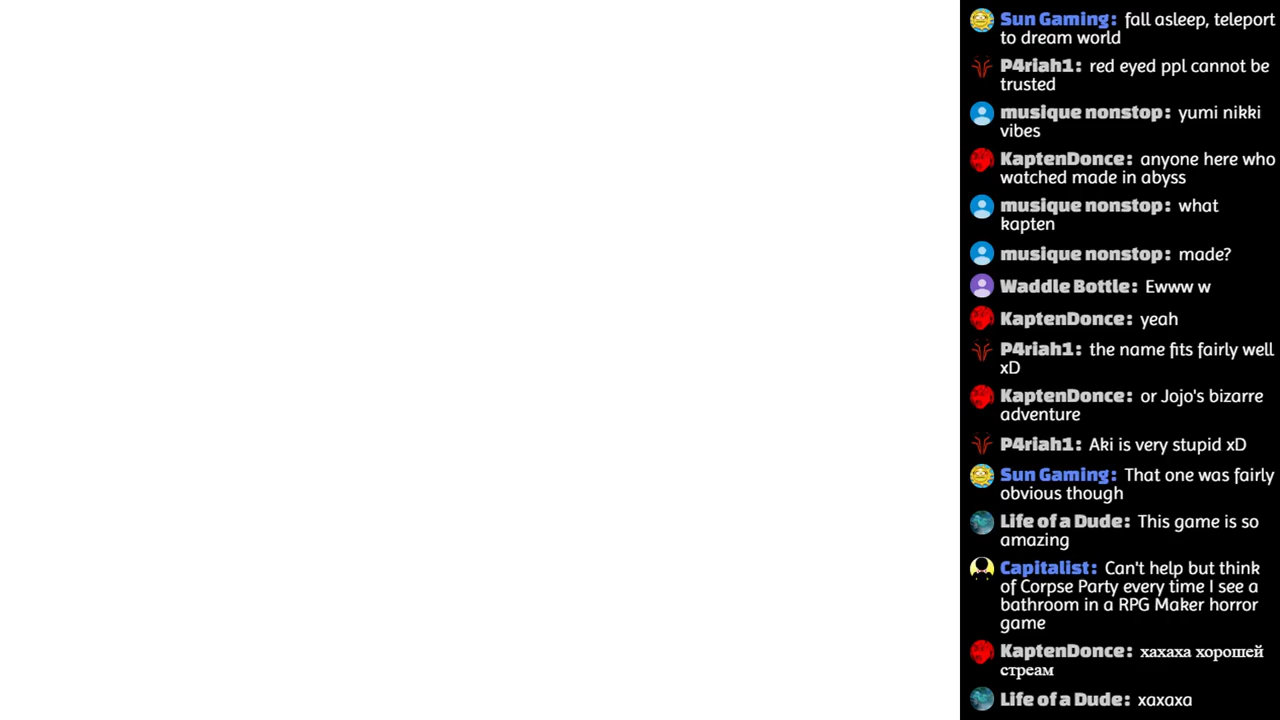 Sun Gaming: fall asleep, teleport
to dream world
P4riah1: red eyed ppl cannot be
trusted
musique nonstop: yumi nikki
vibes
KaptenDonce: anyone here who
watched made in abyss
musique nonstop: what
kapten
musique nonstop: made?
Waddle Bottle: Ewww w
KaptenDonce: yeah
P4riah1: the name fits fairly well
xD
KaptenDonce: or Jojo's bizarre
adventure
P4riah1: Aki is very stupid xD
Sun Gaming: That one was fairly
obvious though
Life of a Dude: This game is so
amazing
Capitalist: Can't help but think
of Corpse Party every time I see a
bathroom in a RPG Maker horror
game
KaptenDonce: хахаха хорошей
стреам
Life of a Dude: xaxaxa